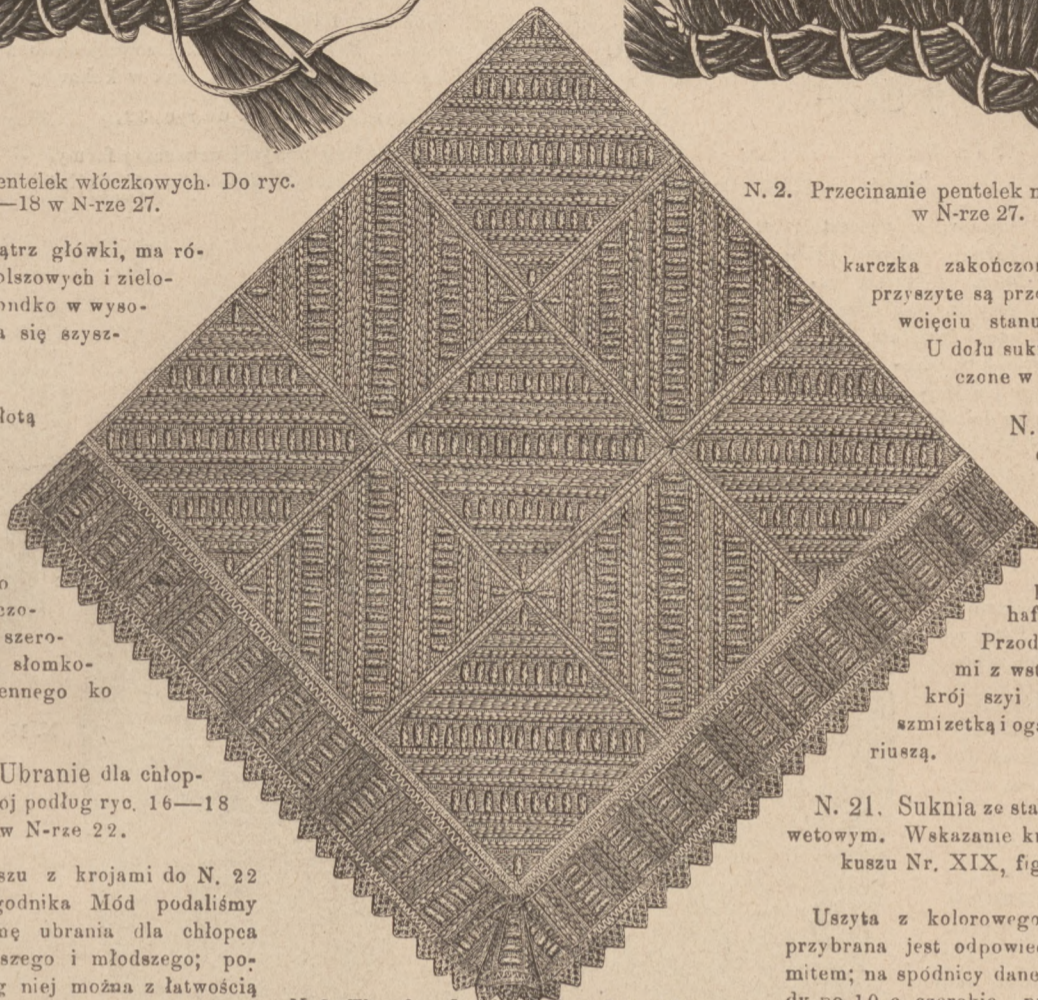 entelek włóczkowych. Do ryc.
—18 w N-rze 27.
ątrz główki, ma ró-
olszowych i zielo-
ondko w wyso-
a się szysz-
łotą
o
czo-
szero-
słomko-
ennego ko
Ubranie dla chłop-
oj podług ryc. 16—18
w N-rze 22.
szu z krojami do N. 22
godnika Mód podaliśmy
mę ubrania dla chłopca
szego i młodszego; po-
g niej można z łatwością
N. 2. Przecinanie pentelek
w N-rze 27.
karczka zakończon
przyszyte są prze
wcięciu stanu
U dołu suk
czone w
N.
haf
Przod
mi z wst
krój szyi
szmizetką i oga
riuszą.
N. 21. Suknia ze sta
wetowym. Wskazanie kr
kuszu Nr. XIX, fig
Uszyta z kolorowego
przybrana jest odpowied
mitem; na spódnicy dane